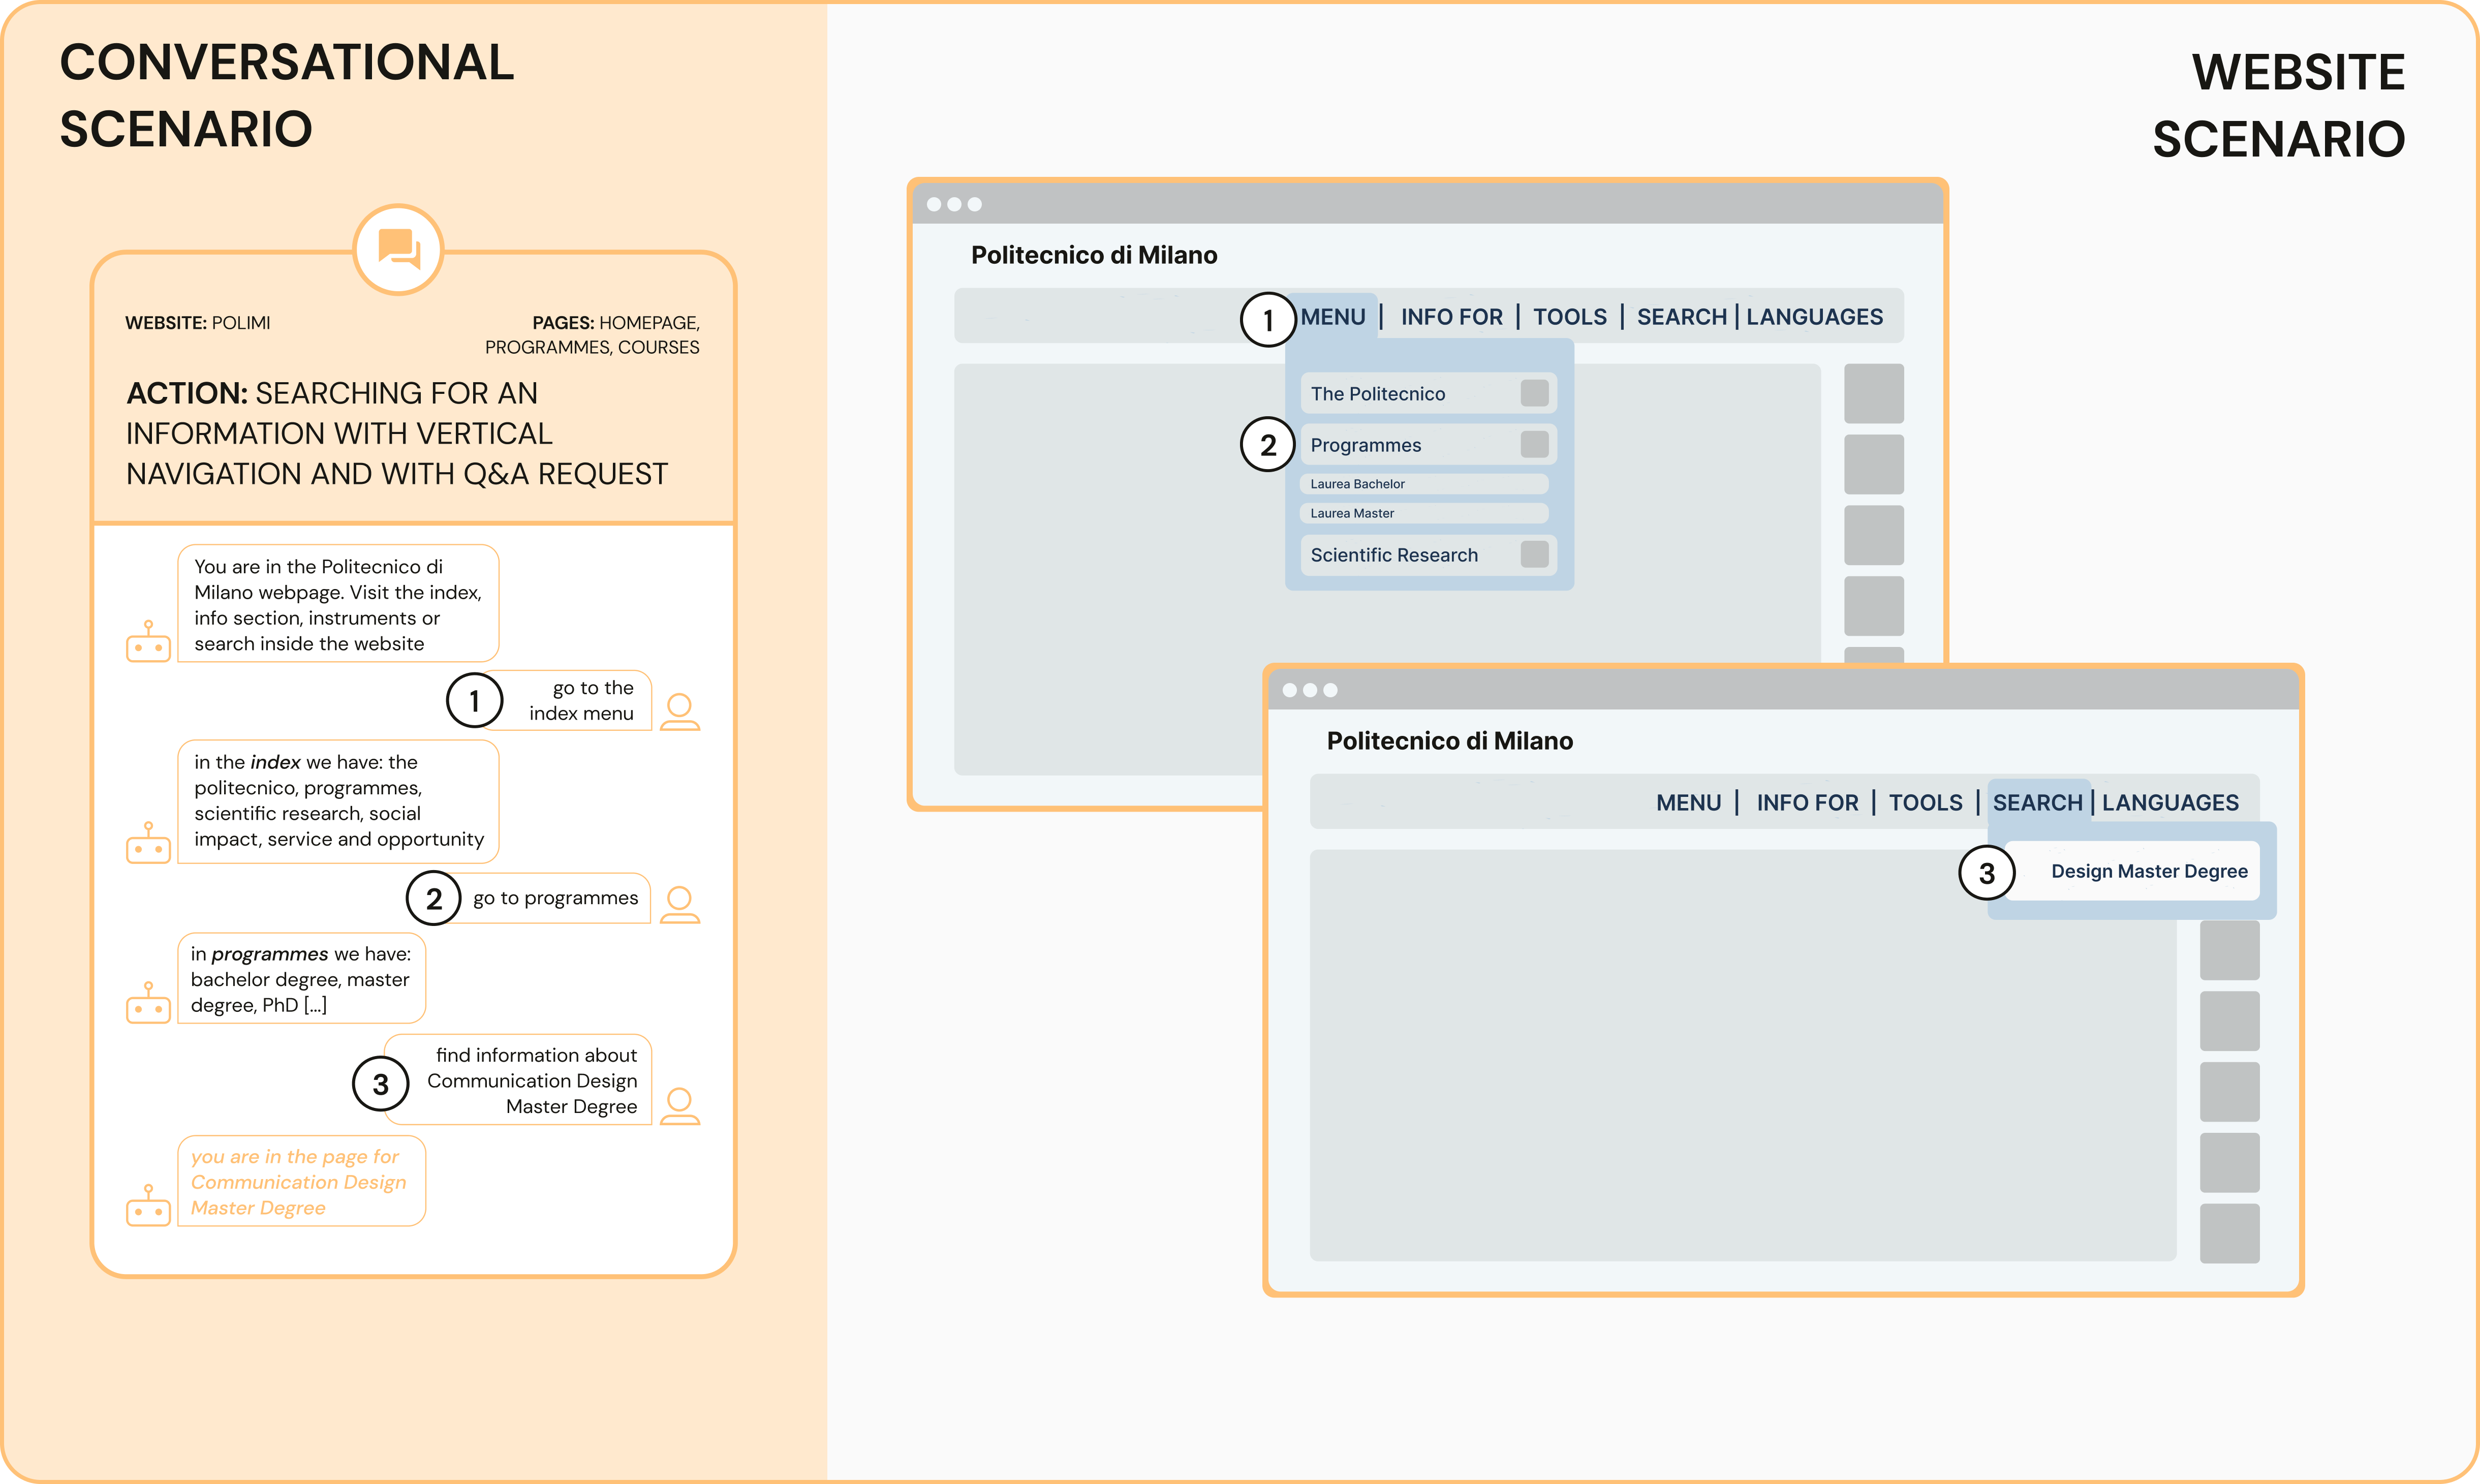 CONVERSATIONAL
SCENARIO
WEBSITE: POLIMI
PAGES: HOMEPAGE,
PROGRAMMES, COURSES
ACTION: SEARCHING FOR AN
INFORMATION WITH VERTICAL
NAVIGATION AND WITH Q&A REQUEST
You are in the Politecnico di
Milano webpage. Visit the index,
info section, instruments or
search inside the website
1
go to the
index menu
in the index we have: the
politecnico, programmes,
scientific research, social
impact, service and opportunity
2
go to programmes
in programmes we have:
bachelor degree, master
degree, PhD [...]
3
find information about
Communication Design
Master Degree
you are in the page for
Communication Design
Master Degree
WEBSITE
SCENARIO
Politecnico di Milano
1
MENU | INFO FOR | TOOLS | SEARCH | LANGUAGES
The Politecnico
2
Programmes
Laurea Bachelor
Laurea Master
Scientific Research
Politecnico di Milano
MENU | INFO FOR | TOOLS | SEARCH | LANGUAGES
3
Design Master Degree